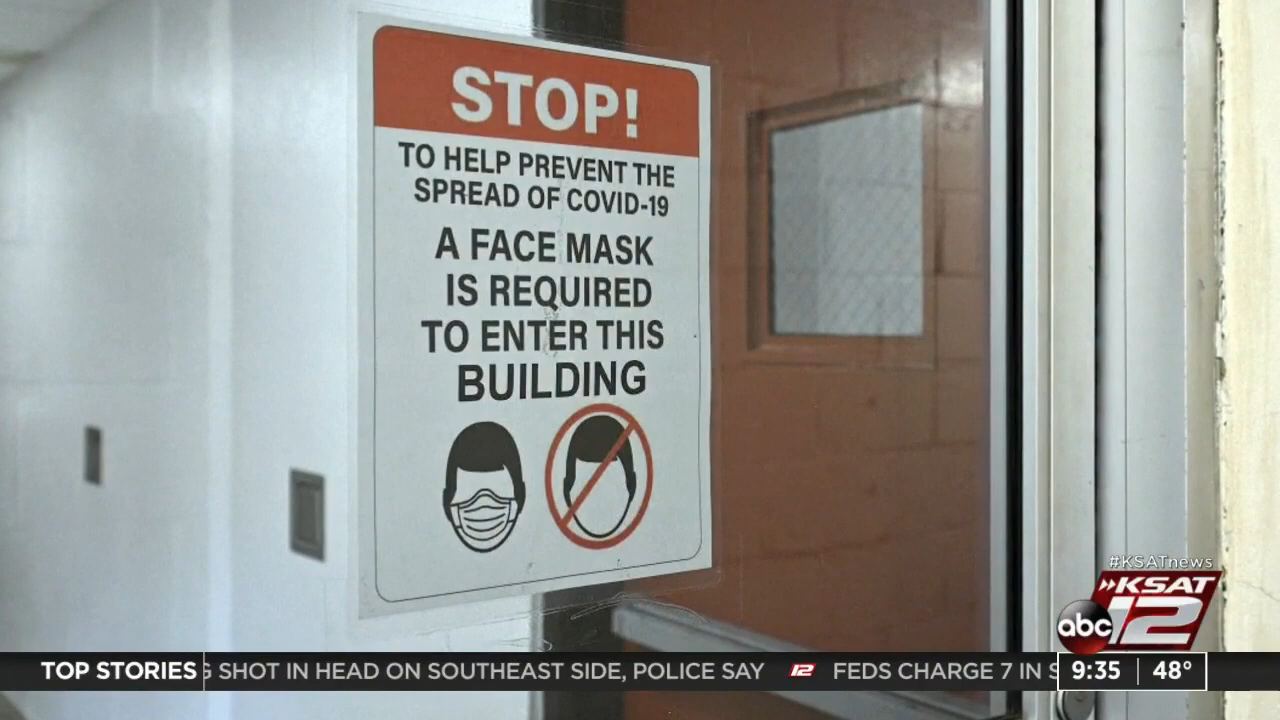 STOP!
TO HELP PREVENT THE
SPREAD OF COVID-19
A FACE MASK
IS REQUIRED
TO ENTER THIS
BUILDING
#KSATnews
KSAT
abc 12
TOP STORIES G SHOT IN HEAD ON SOUTHEAST SIDE, POLICE SAY 12 FEDS CHARGE 7 IN S 9:35 48°